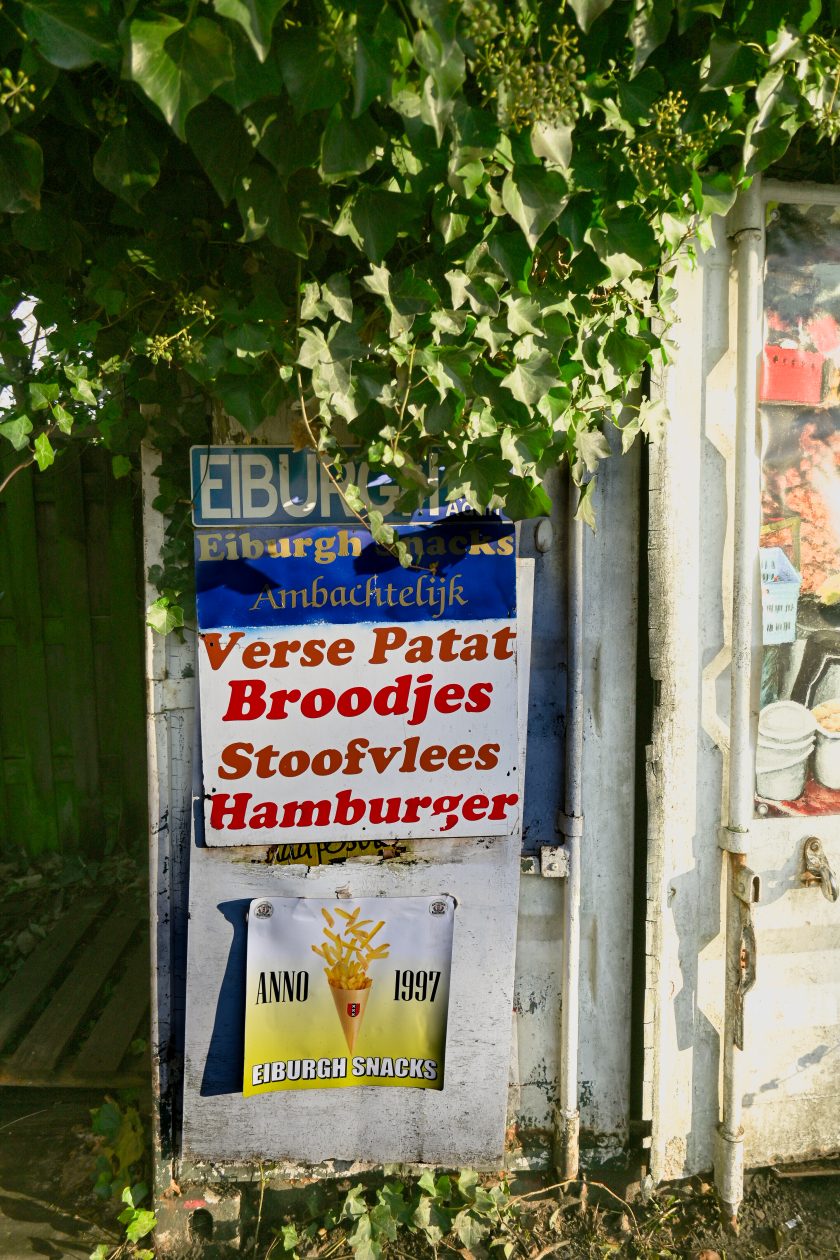 EIBURGH
Eiburgh Snacks
Ambachtelijk
Verse Patat
Broodjes
Stoofvlees
Hamburger
ANNO 1997
EIBURGH SNACKS